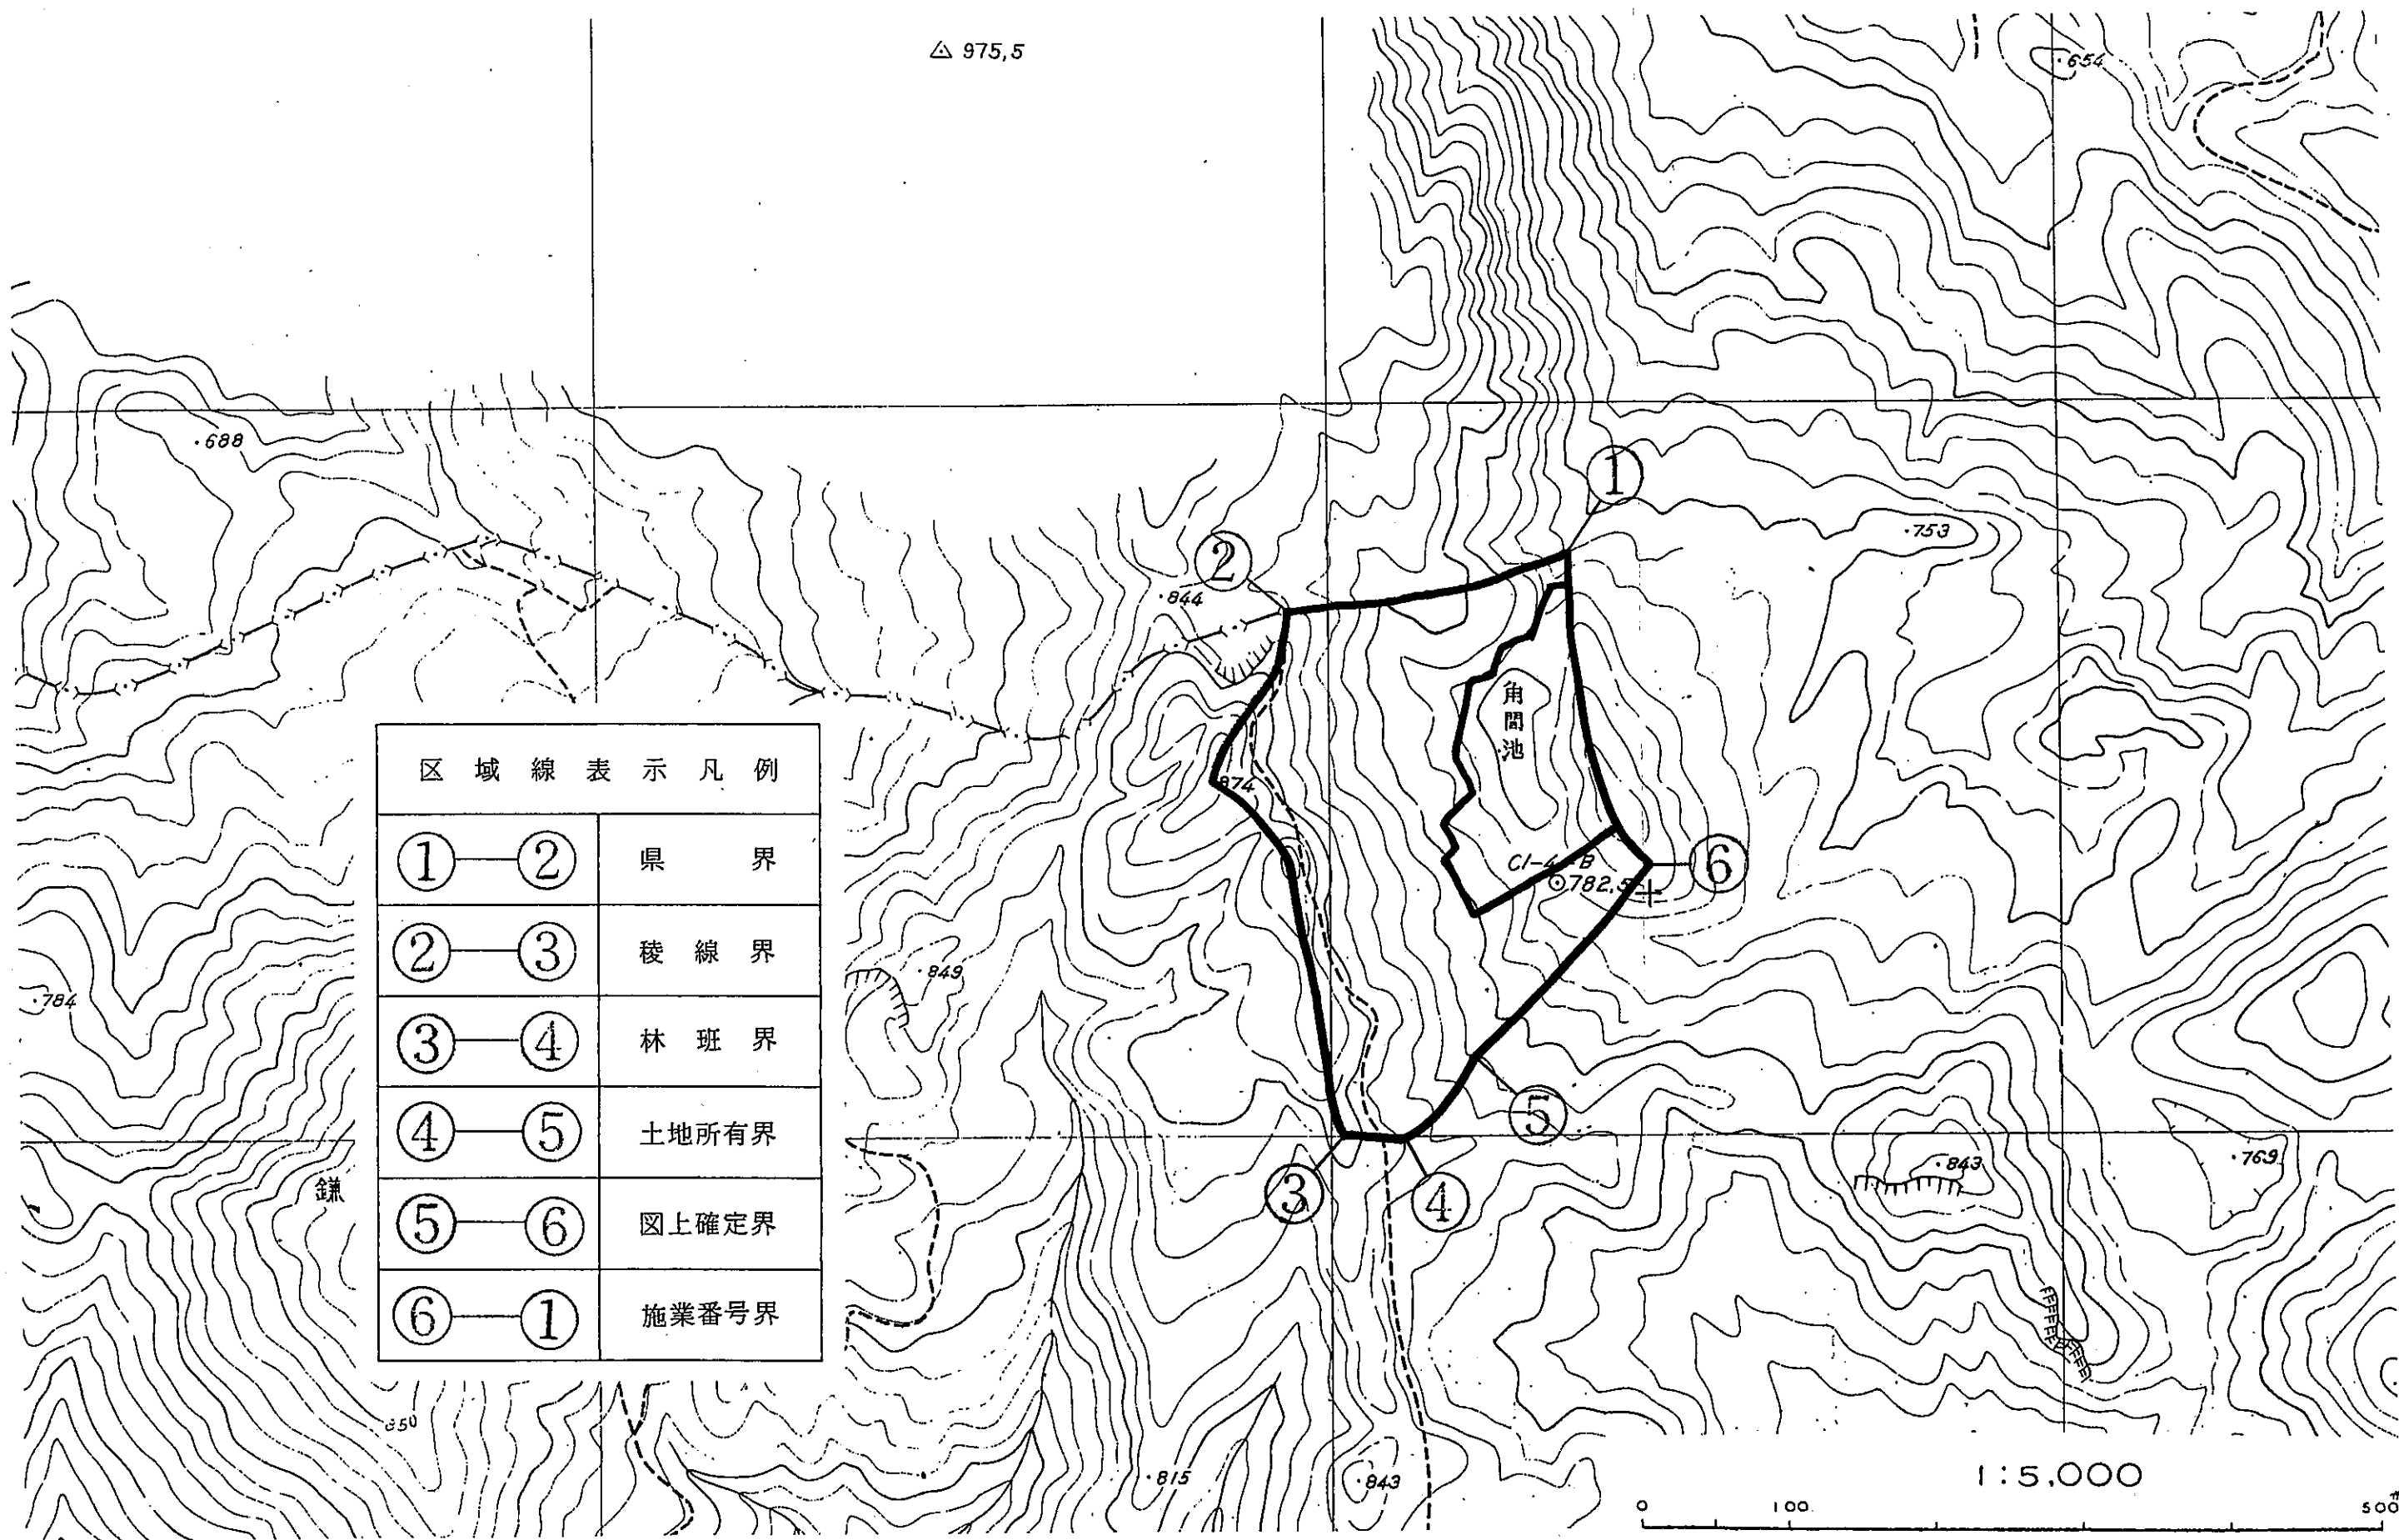 975,5
654
688
①
753
②
844
角間池
874
CI-4-B
782,5
⑥
区域線表示凡例
①—② 県界
②—③ 稜線界
③—④ 林班界
④—⑤ 土地所有界
⑤—⑥ 図上確定界
⑥—① 施業番号界
849
784
⑤
鎌
③
④
843
769
850
815
843
1:5,000
0 100 500